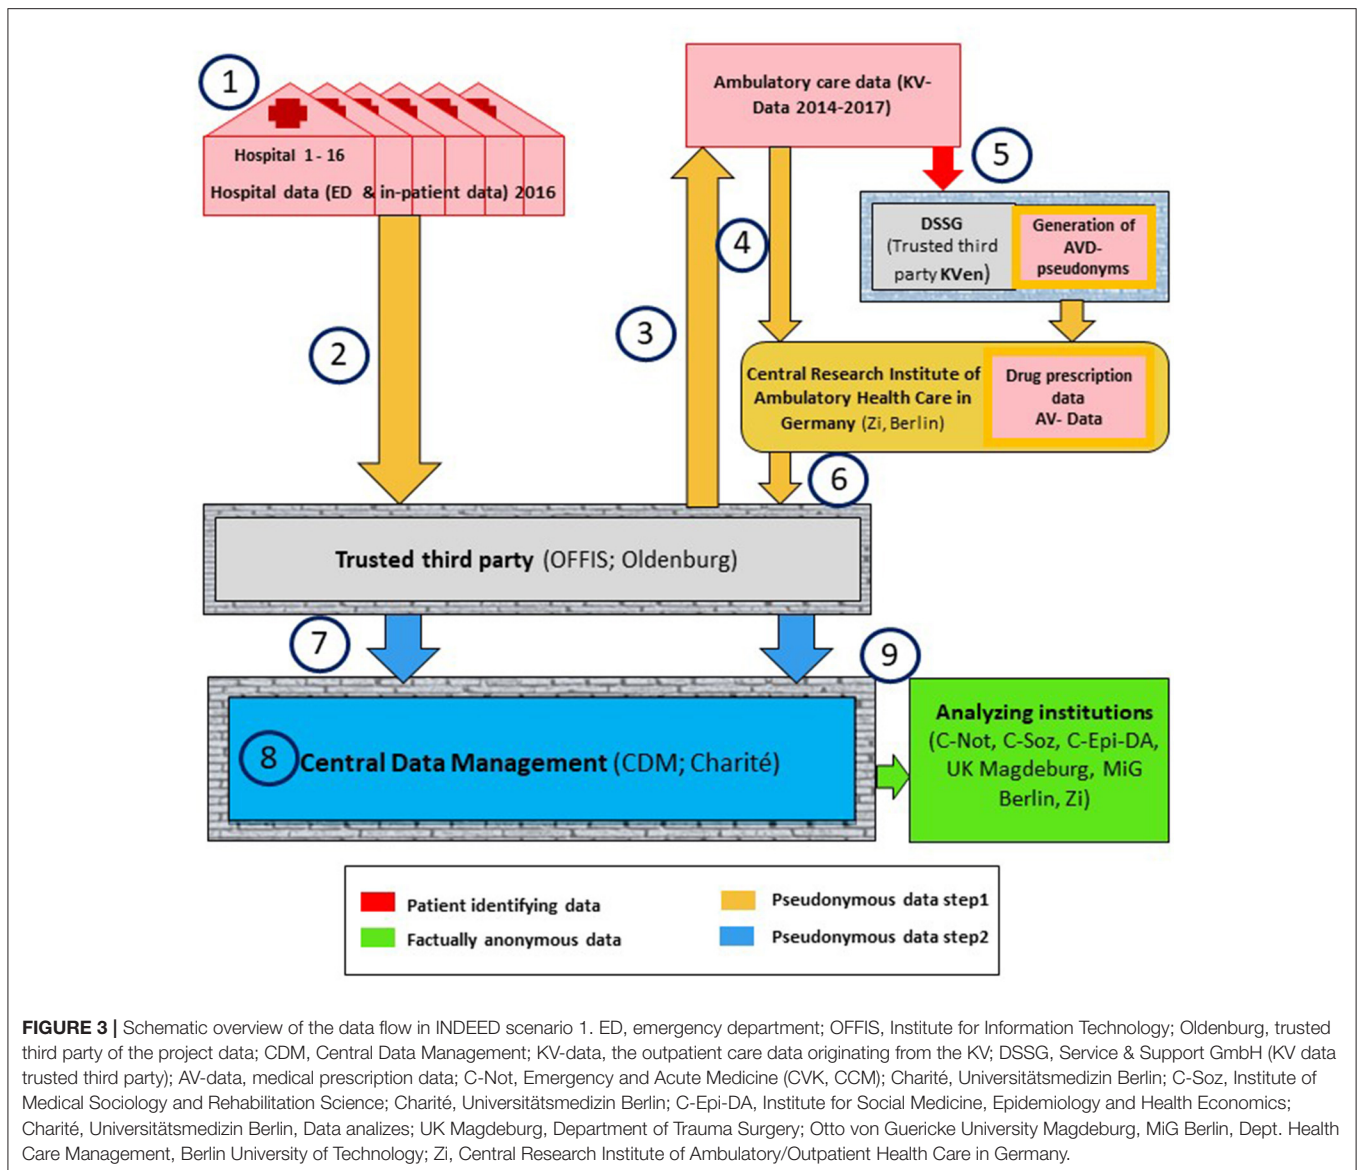 1
Hospital 1 - 16
Hospital data (ED & in-patient data) 2016
2
Ambulatory care data (KV-
Data 2014-2017)
3
4
5
DSSG
(Trusted third
party KVen)
Generation of
AVD-
pseudonyms
Central Research Institute of
Ambulatory Health Care in
Germany (Zi, Berlin)
Drug prescription
data
AV- Data
6
Trusted third party (OFFIS; Oldenburg)
7
8
Central Data Management (CDM; Charité)
9
Analyzing institutions
(C-Not, C-Soz, C-Epi-DA,
UK Magdeburg, MiG
Berlin, Zi)
Patient identifying data
Factually anonymous data
Pseudonymous data step1
Pseudonymous data step2
FIGURE 3 | Schematic overview of the data flow in INDEED scenario 1. ED, emergency department; OFFIS, Institute for Information Technology; Oldenburg, trusted
third party of the project data; CDM, Central Data Management; KV-data, the outpatient care data originating from the KV; DSSG, Service & Support GmbH (KV data
trusted third party); AV-data, medical prescription data; C-Not, Emergency and Acute Medicine (CVK, CCM); Charité, Universitätsmedizin Berlin; C-Soz, Institute of
Medical Sociology and Rehabilitation Science; Charité, Universitätsmedizin Berlin; C-Epi-DA, Institute for Social Medicine, Epidemiology and Health Economics;
Charité, Universitätsmedizin Berlin, Data analizes; UK Magdeburg, Department of Trauma Surgery; Otto von Guericke University Magdeburg, MiG Berlin, Dept. Health
Care Management, Berlin University of Technology; Zi, Central Research Institute of Ambulatory/Outpatient Health Care in Germany.